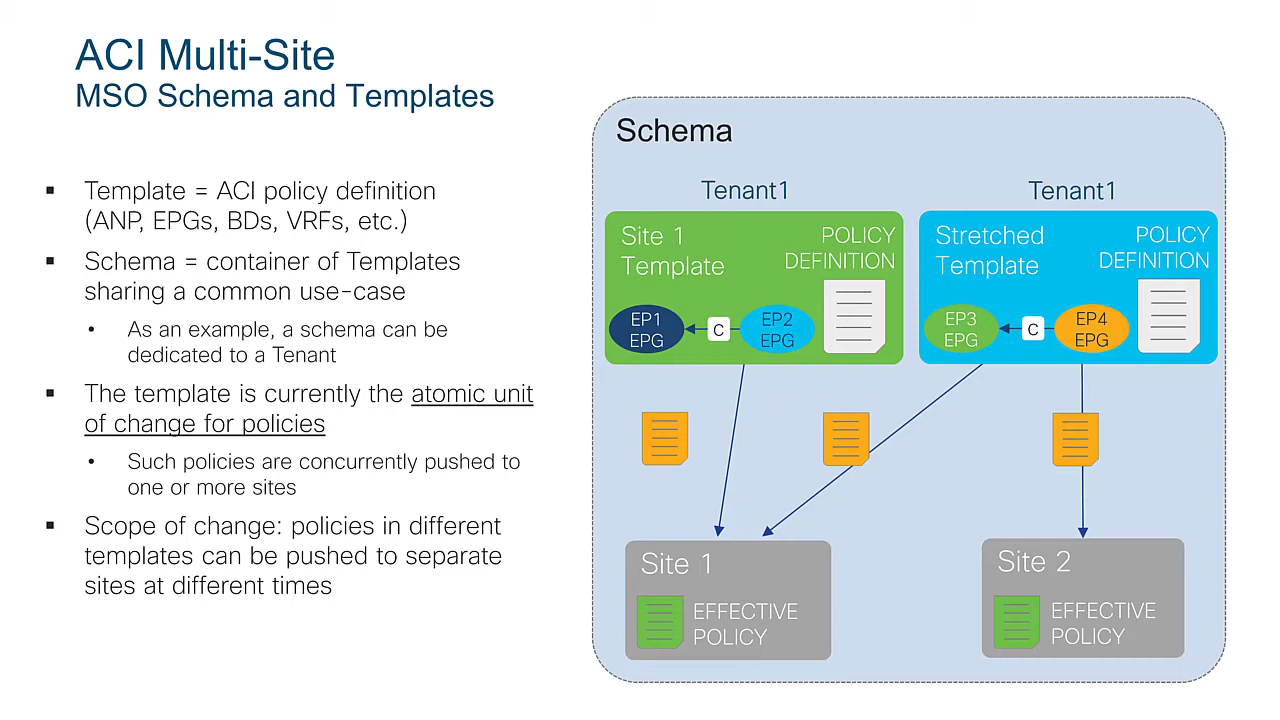 ACI Multi-Site
MSO Schema and Templates
▪ Template = ACI policy definition
(ANP, EPGs, BDs, VRFs, etc.)
▪ Schema = container of Templates
sharing a common use-case
• As an example, a schema can be
dedicated to a Tenant
▪ The template is currently the atomic unit
of change for policies
• Such policies are concurrently pushed to
one or more sites
▪ Scope of change: policies in different
templates can be pushed to separate
sites at different times
Schema
Tenant1
Site 1
Template
POLICY
DEFINITION
EP1
EPG
C
EP2
EPG
Tenant1
Stretched
Template
POLICY
DEFINITION
EP3
EPG
C
EP4
EPG
Site 1
EFFECTIVE
POLICY
Site 2
EFFECTIVE
POLICY